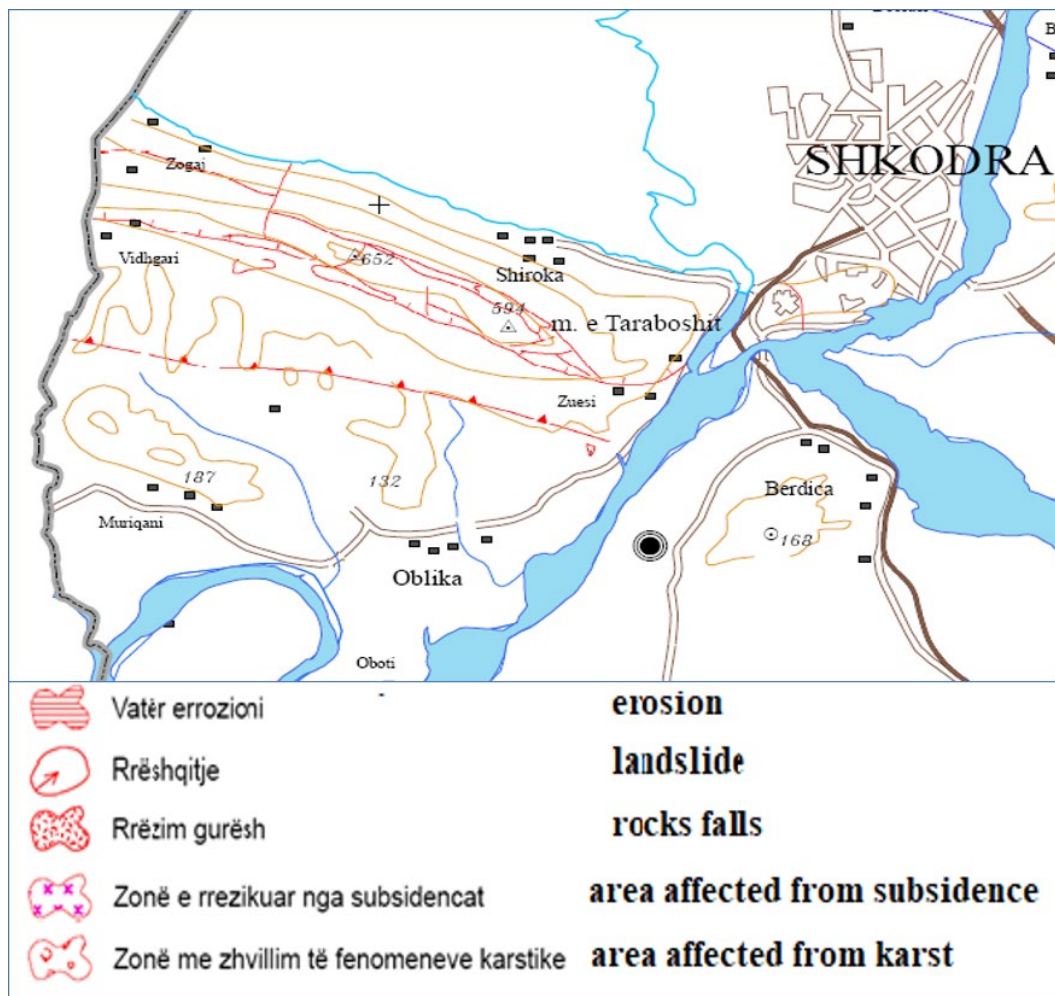 Zogaj
SHKODRA
Vidhgari
652
Shiroka
594
m. e Taraboshit
Zuesi
187
132
Berdica
Muriqani
168
Oblika
Oboti
Vatër errozioni erosion
Rrëshqitje landslide
Rrëzim gurësh rocks falls
Zonë e rrezikuar nga subsidencat area affected from subsidence
Zonë me zhvillim të fenomeneve karstike area affected from karst